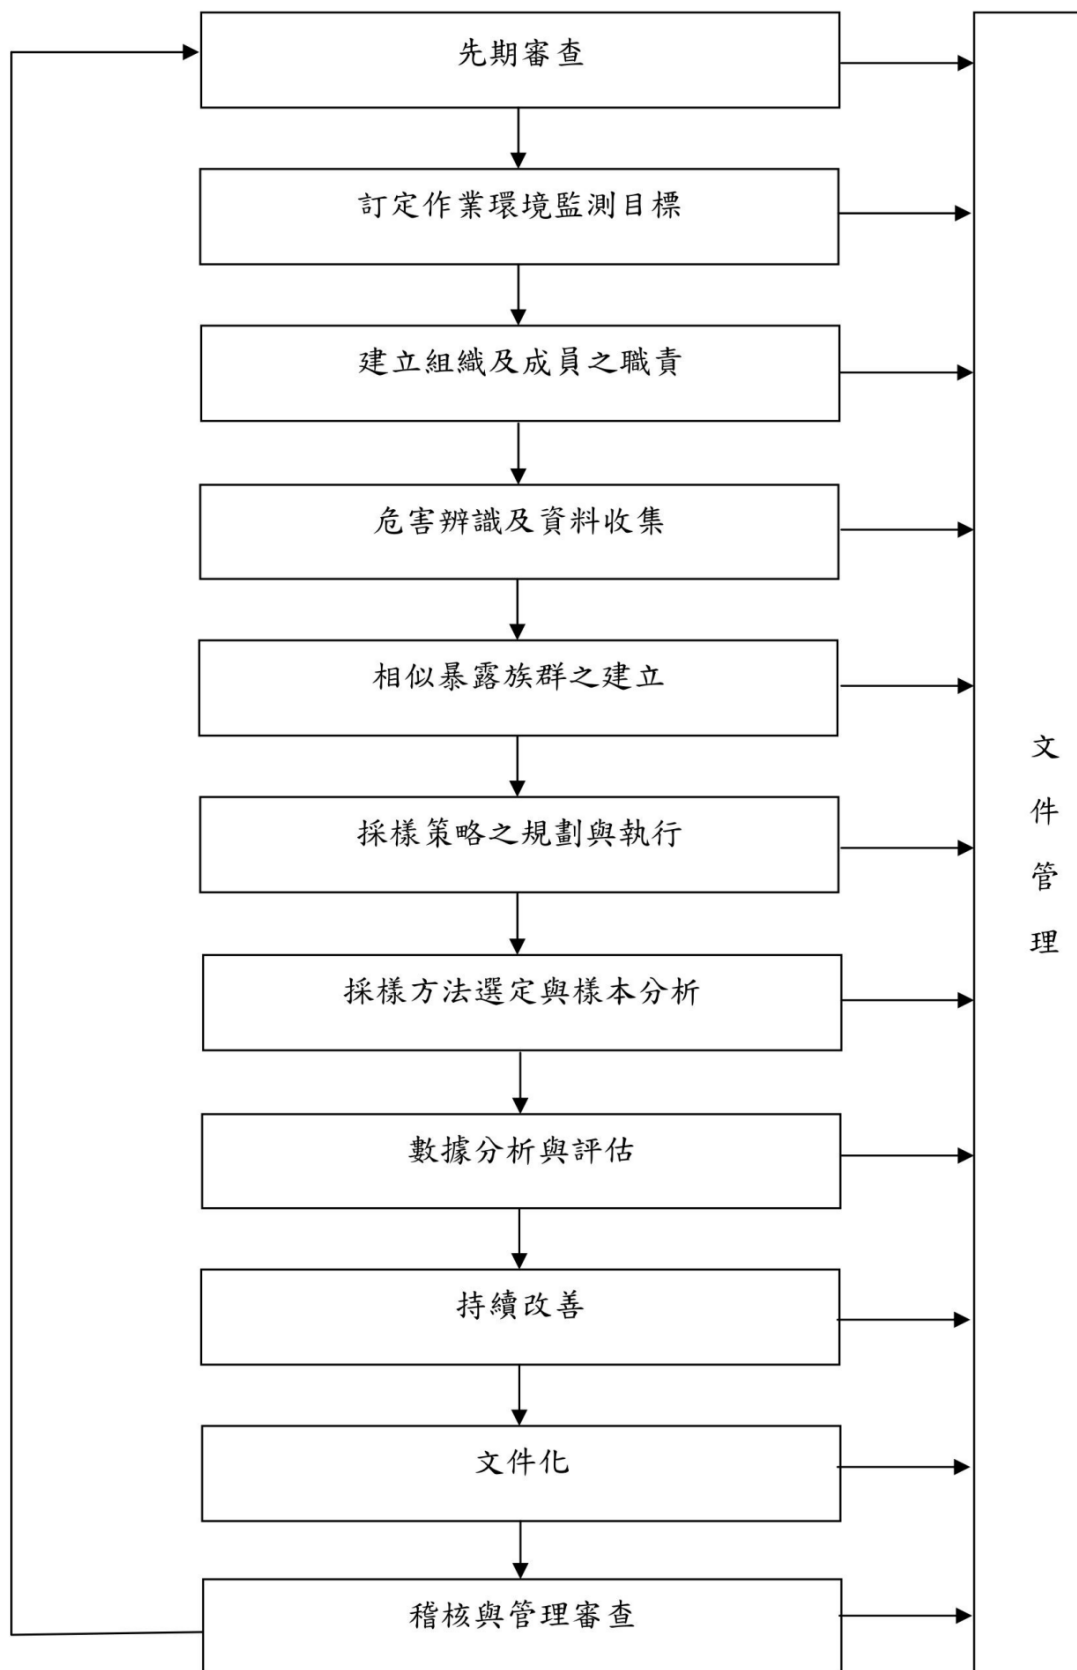 先期審查
訂定作業環境監測目標
建立組織及成員之職責
危害辨識及資料收集
相似暴露族群之建立
採樣策略之規劃與執行
採樣方法選定與樣本分析
數據分析與評估
持續改善
文件化
稽核與管理審查
文件管理